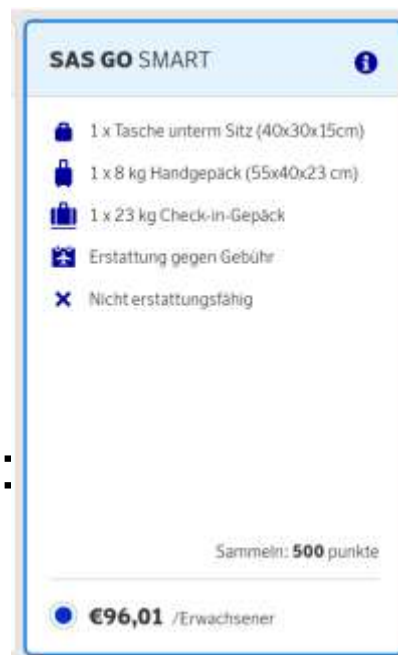 SAS GO SMART
1 x Tasche unterm Sitz (40x30x15cm)
1 x 8 kg Handgepäck (55x40x23 cm)
1 x 23 kg Check-in-Gepäck
Erstattung gegen Gebühr
Nicht erstattungsfähig
:
Sammeln: 500 punkte
€96,01 /Erwachsener